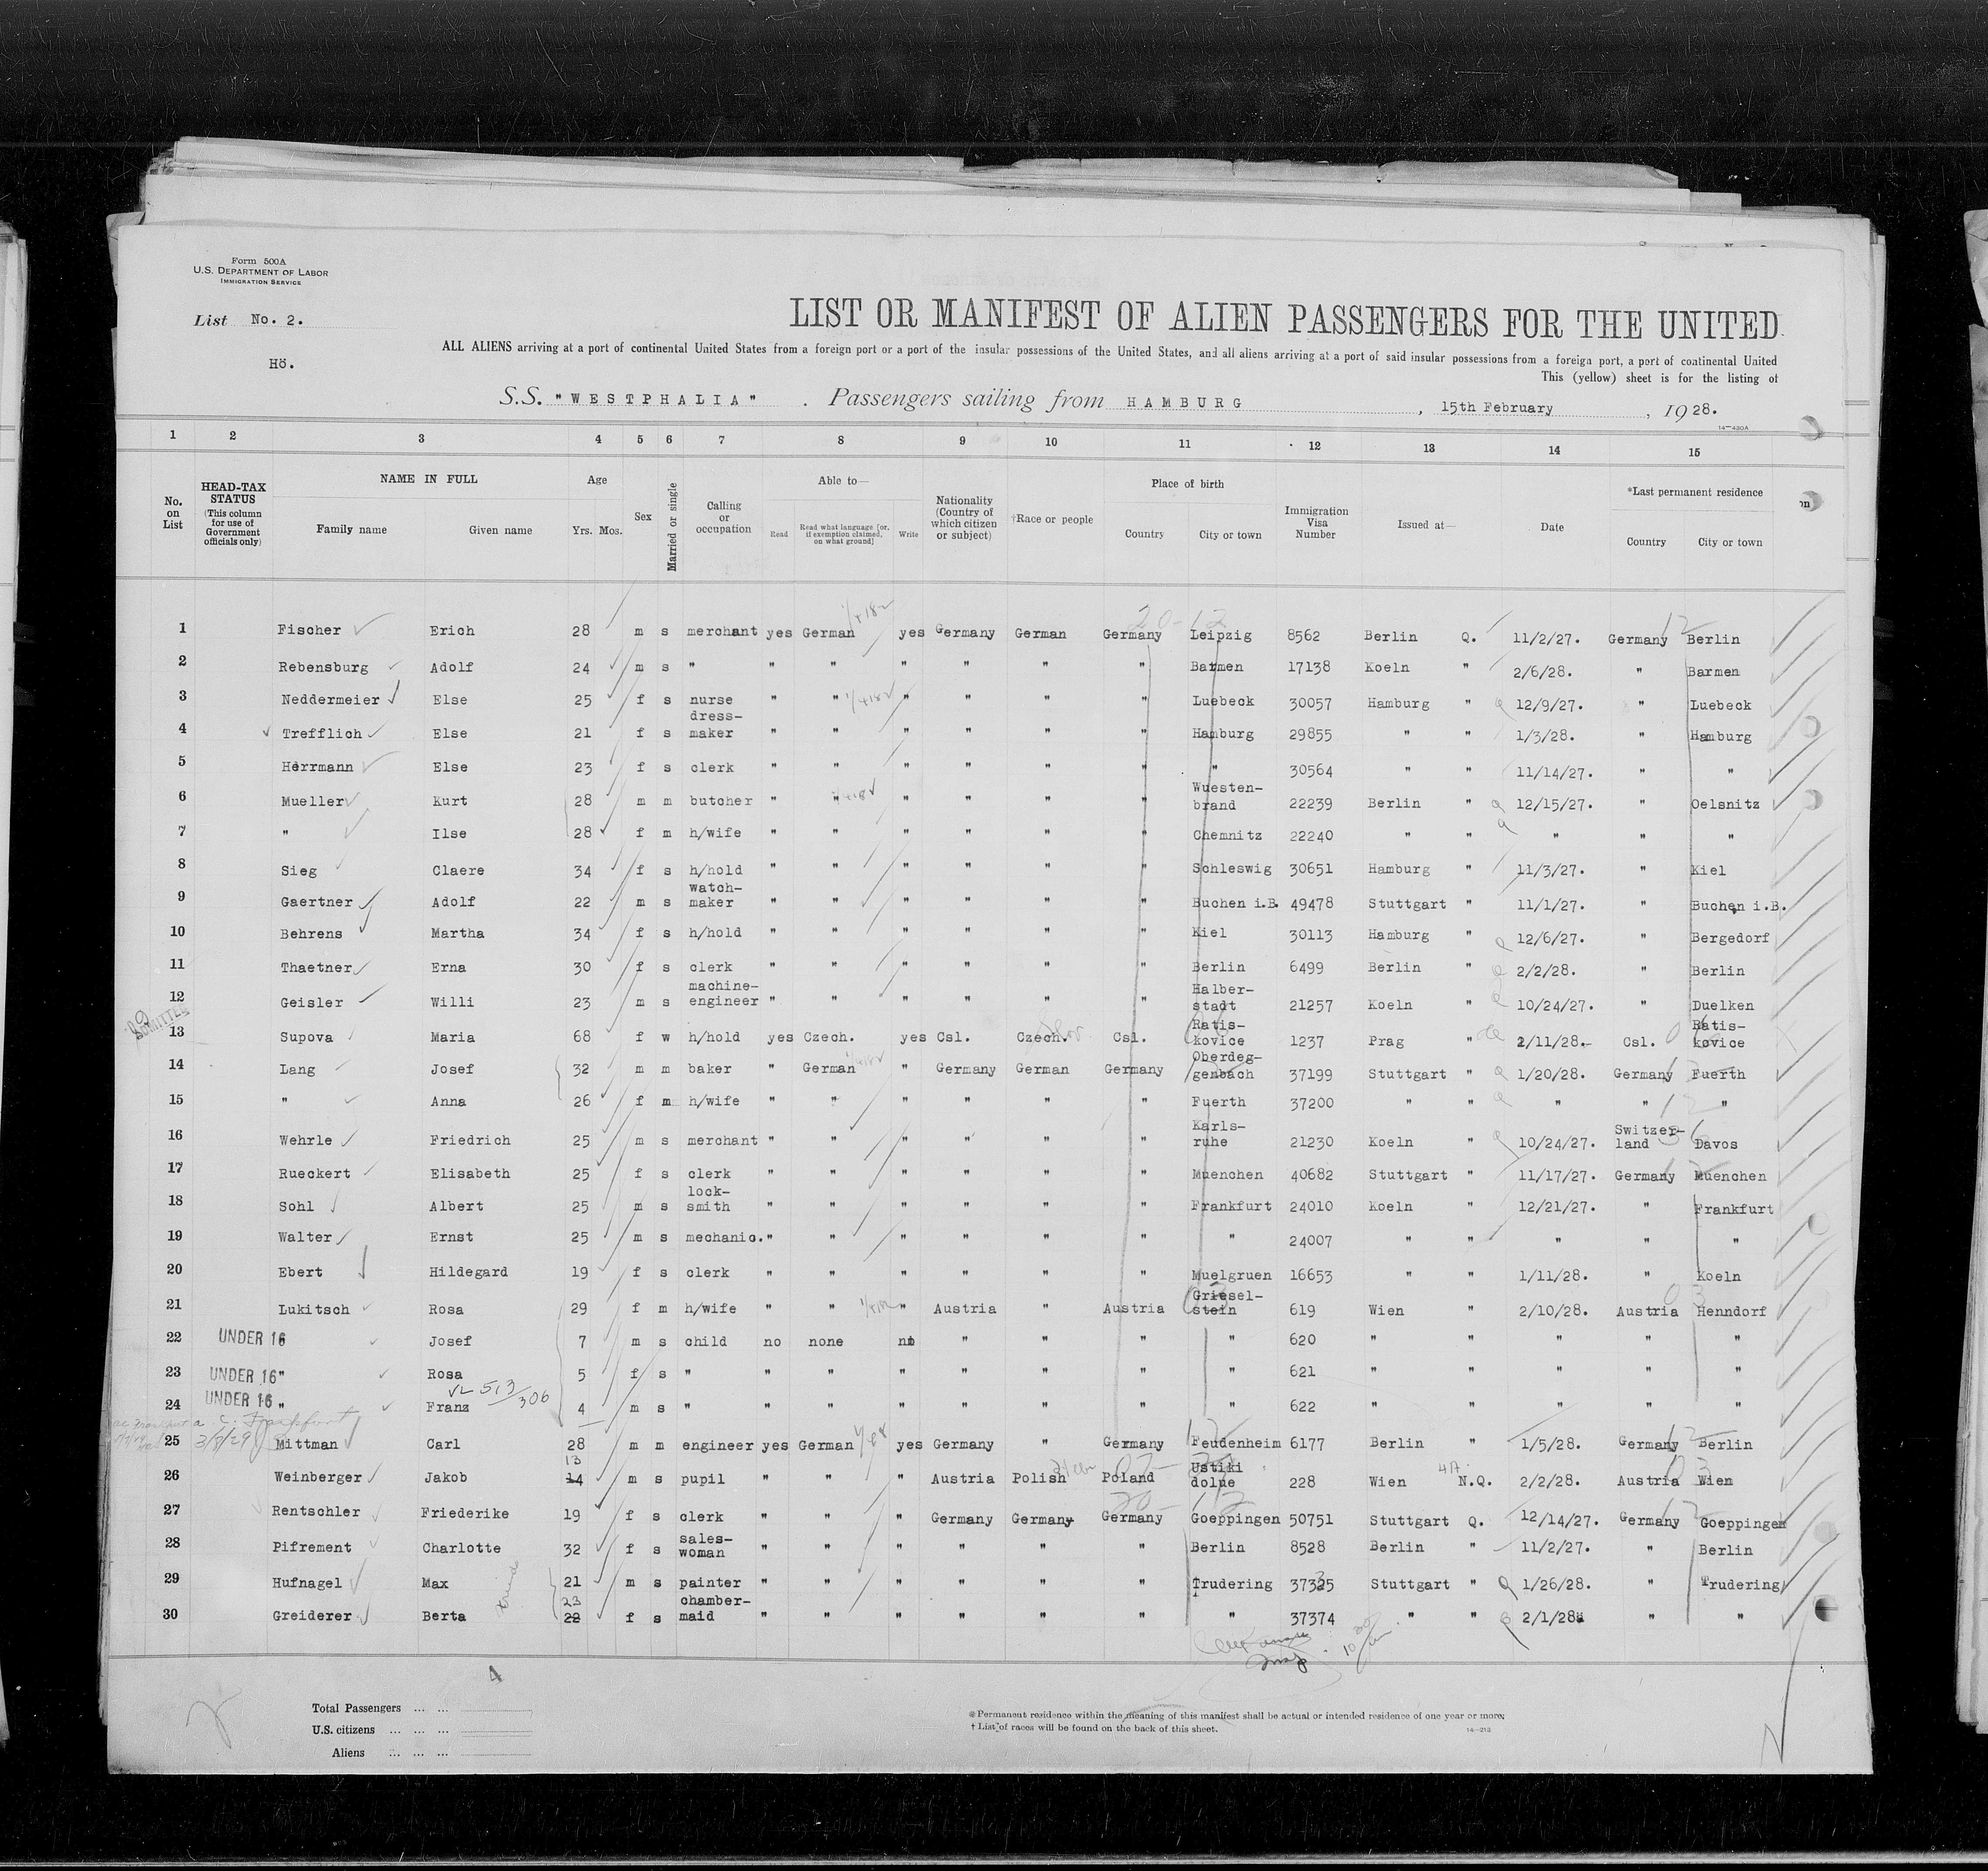 Form 500A
U.S. DEPARTMENT OF LABOR
IMMIGRATION SERVICE
List No. 2.
Hö.
LIST OR MANIFEST OF ALIEN PASSENGERS FOR THE UNITED
ALL ALIENS arriving at a port of continental United States from a foreign port or a port of the insular possessions of the United States, and all aliens arriving at a port of said insular possessions from a foreign port, a port of continental United
This (yellow) sheet is for the listing of
S.S. "WESTPHALIA" . Passengers sailing from HAMBURG , 15th February , 1928.
14—430A
1 2 3 4 5 6 7 8 9 10 11 12 13 14 15
No. on List
HEAD-TAX STATUS (This column for use of Government officials only)
NAME IN FULL
Family name Given name
Age
Yrs. Mos.
Sex
Married or single
Calling or occupation
Able to—
Read Read what language [or, if exemption claimed, on what ground] Write
Nationality (Country of which citizen or subject)
†Race or people
Place of birth
Country City or town
Immigration Visa Number
Issued at—
Date
*Last permanent residence
Country City or town
1 Fischer Erich 28 m s merchant yes German yes Germany German Germany Leipzig 8562 Berlin Q. 11/2/27. Germany Berlin
2 Rebensburg Adolf 24 m s " " " " " " " Barmen 17138 Koeln " 2/6/28. " Barmen
3 Neddermeier Else 25 f s nurse " " " " " Luebeck 30057 Hamburg " 12/9/27. " Luebeck
4 Trefflich Else 21 f s dress-maker " " " " " " Hamburg 29855 " " 1/3/28. " Hamburg
5 Herrmann Else 23 f s clerk " " " " " " " 30564 " " 11/14/27. " "
6 Mueller Kurt 28 m m butcher " " " " " " Wuesten-brand 22239 Berlin " 12/15/27. " Oelsnitz
7 " Ilse 28 f m h/wife " " " " " " Chemnitz 22240 " " " " "
8 Sieg Claere 34 f s h/hold " " " " " " Schleswig 30651 Hamburg " 11/3/27. " Kiel
9 Gaertner Adolf 22 m s watch-maker " " " " " " Buchen i.B. 49478 Stuttgart " 11/1/27. " Buchen i.B.
10 Behrens Martha 34 f s h/hold " " " " " " Kiel 30113 Hamburg " 12/6/27. " Bergedorf
11 Thaetner Erna 30 f s clerk " " " " " " Berlin 6499 Berlin " 2/2/28. " Berlin
12 Geisler Willi 23 m s machine-engineer " " " " " " Halber-stadt 21257 Koeln " 10/24/27. " Duelken
ADMITTED
13 Supova Maria 68 f w h/hold yes Czech. yes Csl. Czech. Csl. Ratis-kovice 1237 Prag " 2/11/28. Csl. Ratis-kovice
14 Lang Josef 32 m m baker " German " Germany German Germany Oberdeg-genbach 37199 Stuttgart " 1/20/28. Germany Fuerth
15 " Anna 26 f m h/wife " " " " " " Fuerth 37200 " " " " "
16 Wehrle Friedrich 25 m s merchant " " " " " " Karls-ruhe 21230 Koeln " 10/24/27. Switzer-land Davos
17 Rueckert Elisabeth 25 f s clerk " " " " " " Muenchen 40682 Stuttgart " 11/17/27. Germany Muenchen
18 Sohl Albert 25 m s lock-smith " " " " " " Frankfurt 24010 Koeln " 12/21/27. " Frankfurt
19 Walter Ernst 25 m s mechanic. " " " " " " " 24007 " " " " "
20 Ebert Hildegard 19 f s clerk " " " " " " Muelgruen 16653 " " 1/11/28. " Koeln
21 Lukitsch Rosa 29 f m h/wife " " " Austria " Austria Griesel-stein 619 Wien " 2/10/28. Austria Henndorf
22 UNDER 16 Josef 7 m s child no none no " " " " 620 " " " " "
23 UNDER 16 " Rosa 5 f s " " " " " " " " 621 " " " " "
24 UNDER 16 " Franz 4 m s " " " " " " " " 622 " " " " "
VL 513/306
25 3/8/29 Mittman Carl 28 m m engineer yes German yes Germany " Germany Feudenheim 6177 Berlin " 1/5/28. Germany Berlin
26 Weinberger Jakob 13 14 m s pupil " " " Austria Polish Poland Ustiki dolne 228 Wien N.Q. 2/2/28. Austria Wien
27 Rentschler Friederike 19 f s clerk " " " Germany Germany Germany Goeppingen 50751 Stuttgart Q. 12/14/27. Germany Goeppingen
28 Pifrement Charlotte 32 f s sales-woman " " " " " " Berlin 8528 Berlin " 11/2/27. " Berlin
29 Hufnagel Max 21 m s painter " " " " " " Trudering 37325 Stuttgart " 1/26/28. " Trudering
30 Greiderer Berta 23 22 f s chamber-maid " " " " " " " 37374 " " 2/1/28. " "
Total Passengers ... ...
U.S. citizens ... ... ...
Aliens ... ... ...
* Permanent residence within the meaning of this manifest shall be actual or intended residence of one year or more.
† List of races will be found on the back of this sheet.
14—213